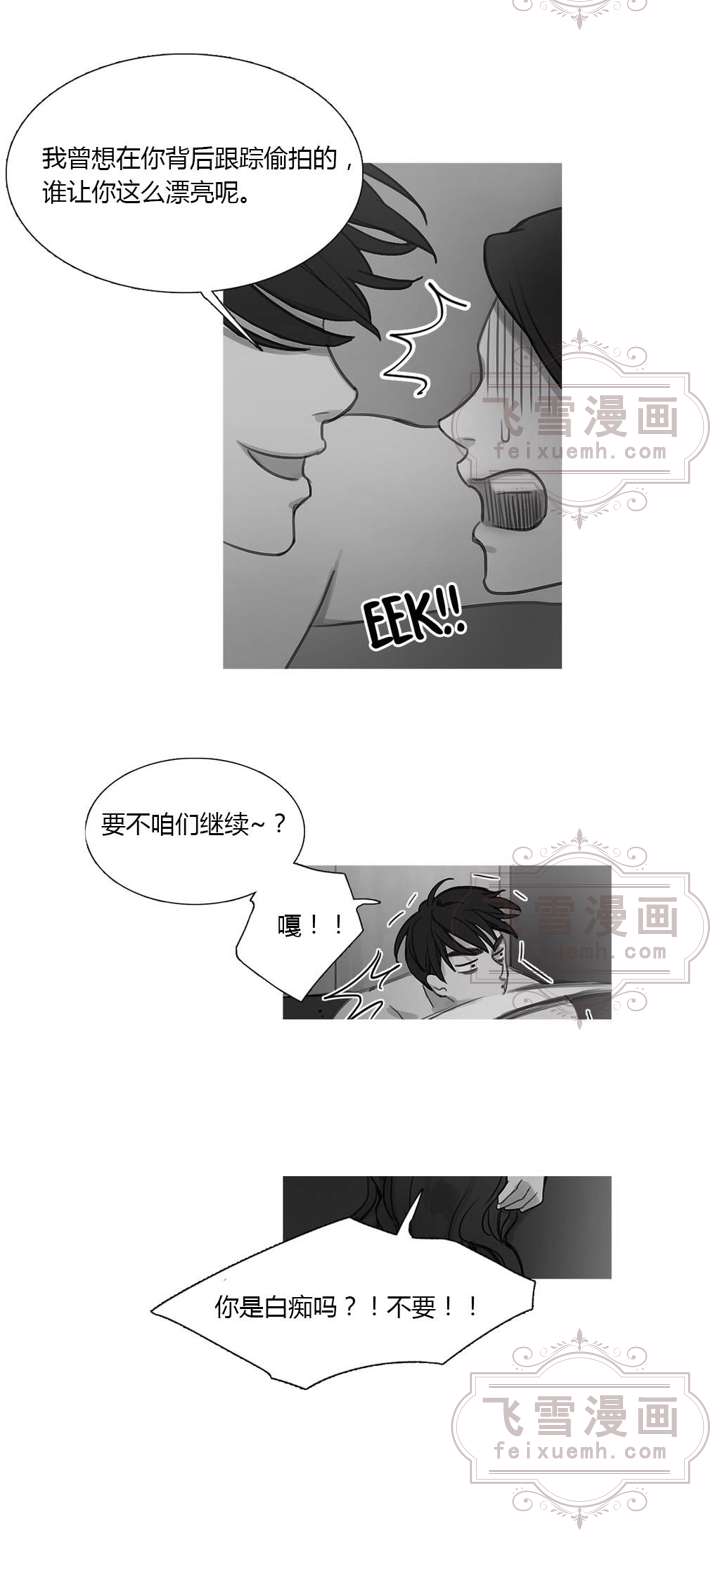 我曾想在你背后跟踪偷拍的，
谁让你这么漂亮呢。
飞雪漫画
feixuemh.com
EEK!!
要不咱们继续~？
嘎！！
雪漫画
你是白痴吗？！不要！！
飞雪漫画
feixuemh.com